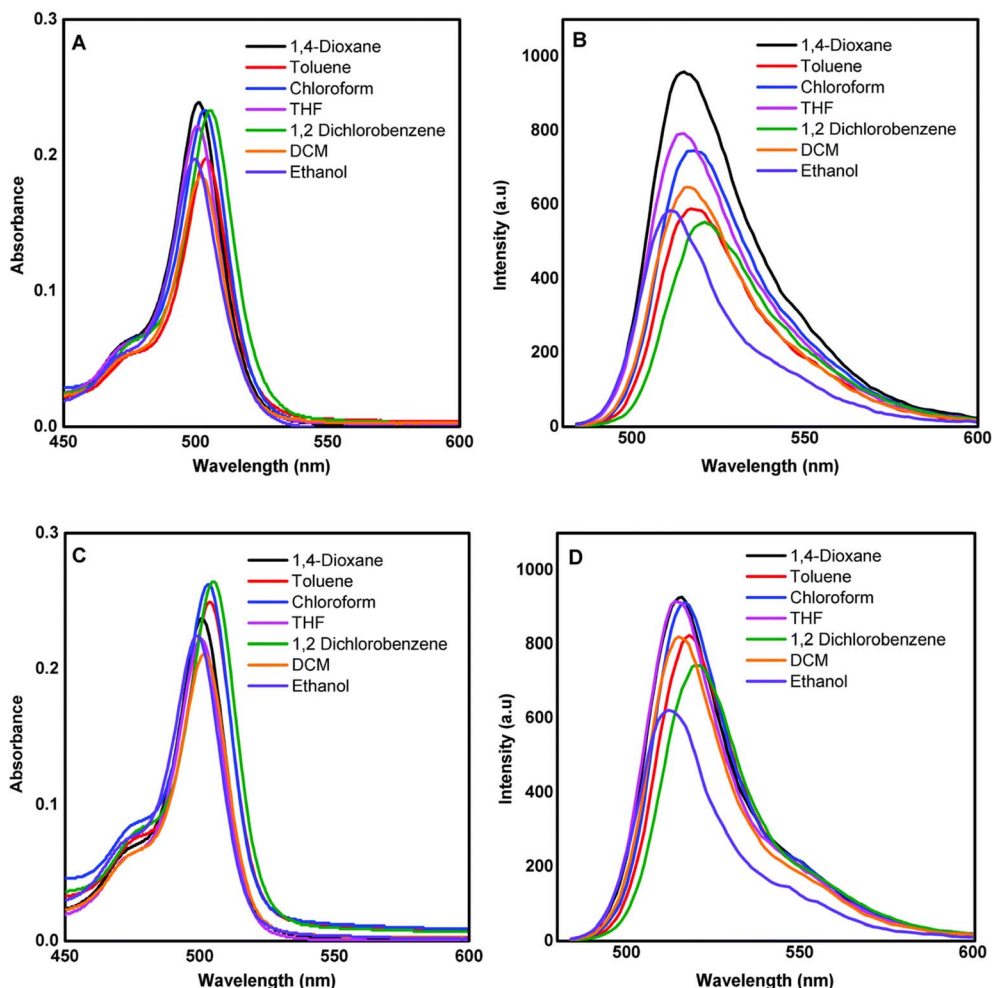 A
1,4-Dioxane
Toluene
Chloroform
THF
1,2 Dichlorobenzene
DCM
Ethanol
Absorbance
0.3
0.2
0.1
0.0
450
500
550
600
Wavelength (nm)
B
1,4-Dioxane
Toluene
Chloroform
THF
1,2 Dichlorobenzene
DCM
Ethanol
Intensity (a.u)
1000
800
600
400
200
0
500
550
600
Wavelength (nm)
C
1,4-Dioxane
Toluene
Chloroform
THF
1,2 Dichlorobenzene
DCM
Ethanol
Absorbance
0.3
0.2
0.1
0.0
450
500
550
600
Wavelength (nm)
D
1,4-Dioxane
Toluene
Chloroform
THF
1,2 Dichlorobenzene
DCM
Ethanol
Intensity (a.u)
1000
800
600
400
200
0
500
550
600
Wavelength (nm)